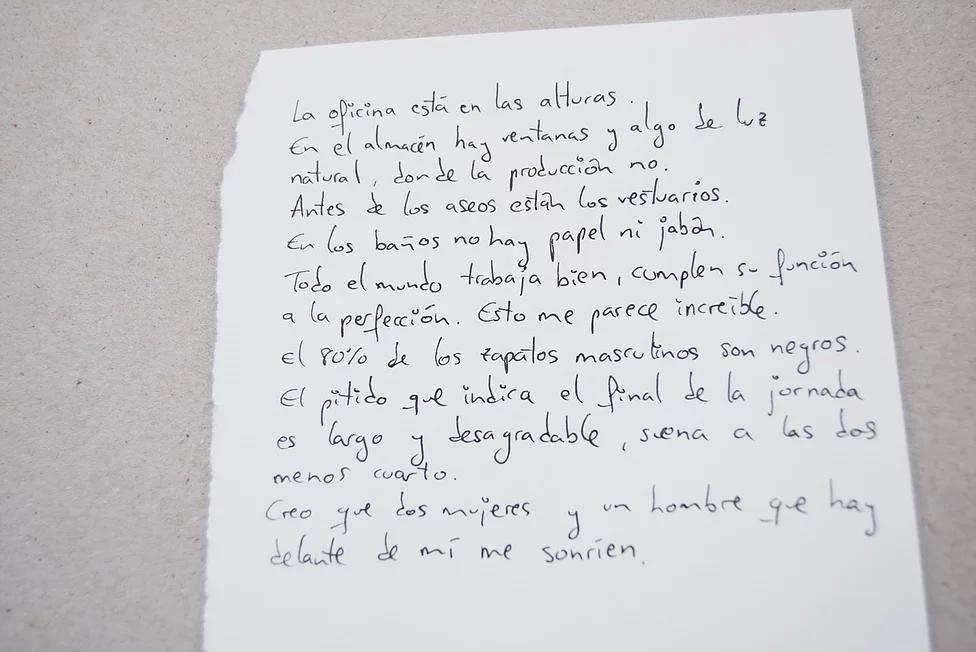 La oficina está en las alturas.
En el almacén hay ventanas y algo de luz
natural, donde la producción no.
Antes de los aseos están los vestuarios.
En los baños no hay papel ni jabón.
Todo el mundo trabaja bien, cumplen su función
a la perfección. Esto me parece increíble.
El 80% de los zapatos masculinos son negros.
El pitido que indica el final de la jornada
es largo y desagradable, suena a las dos
menos cuarto.
Creo que dos mujeres y un hombre que hay
delante de mí me sonríen.